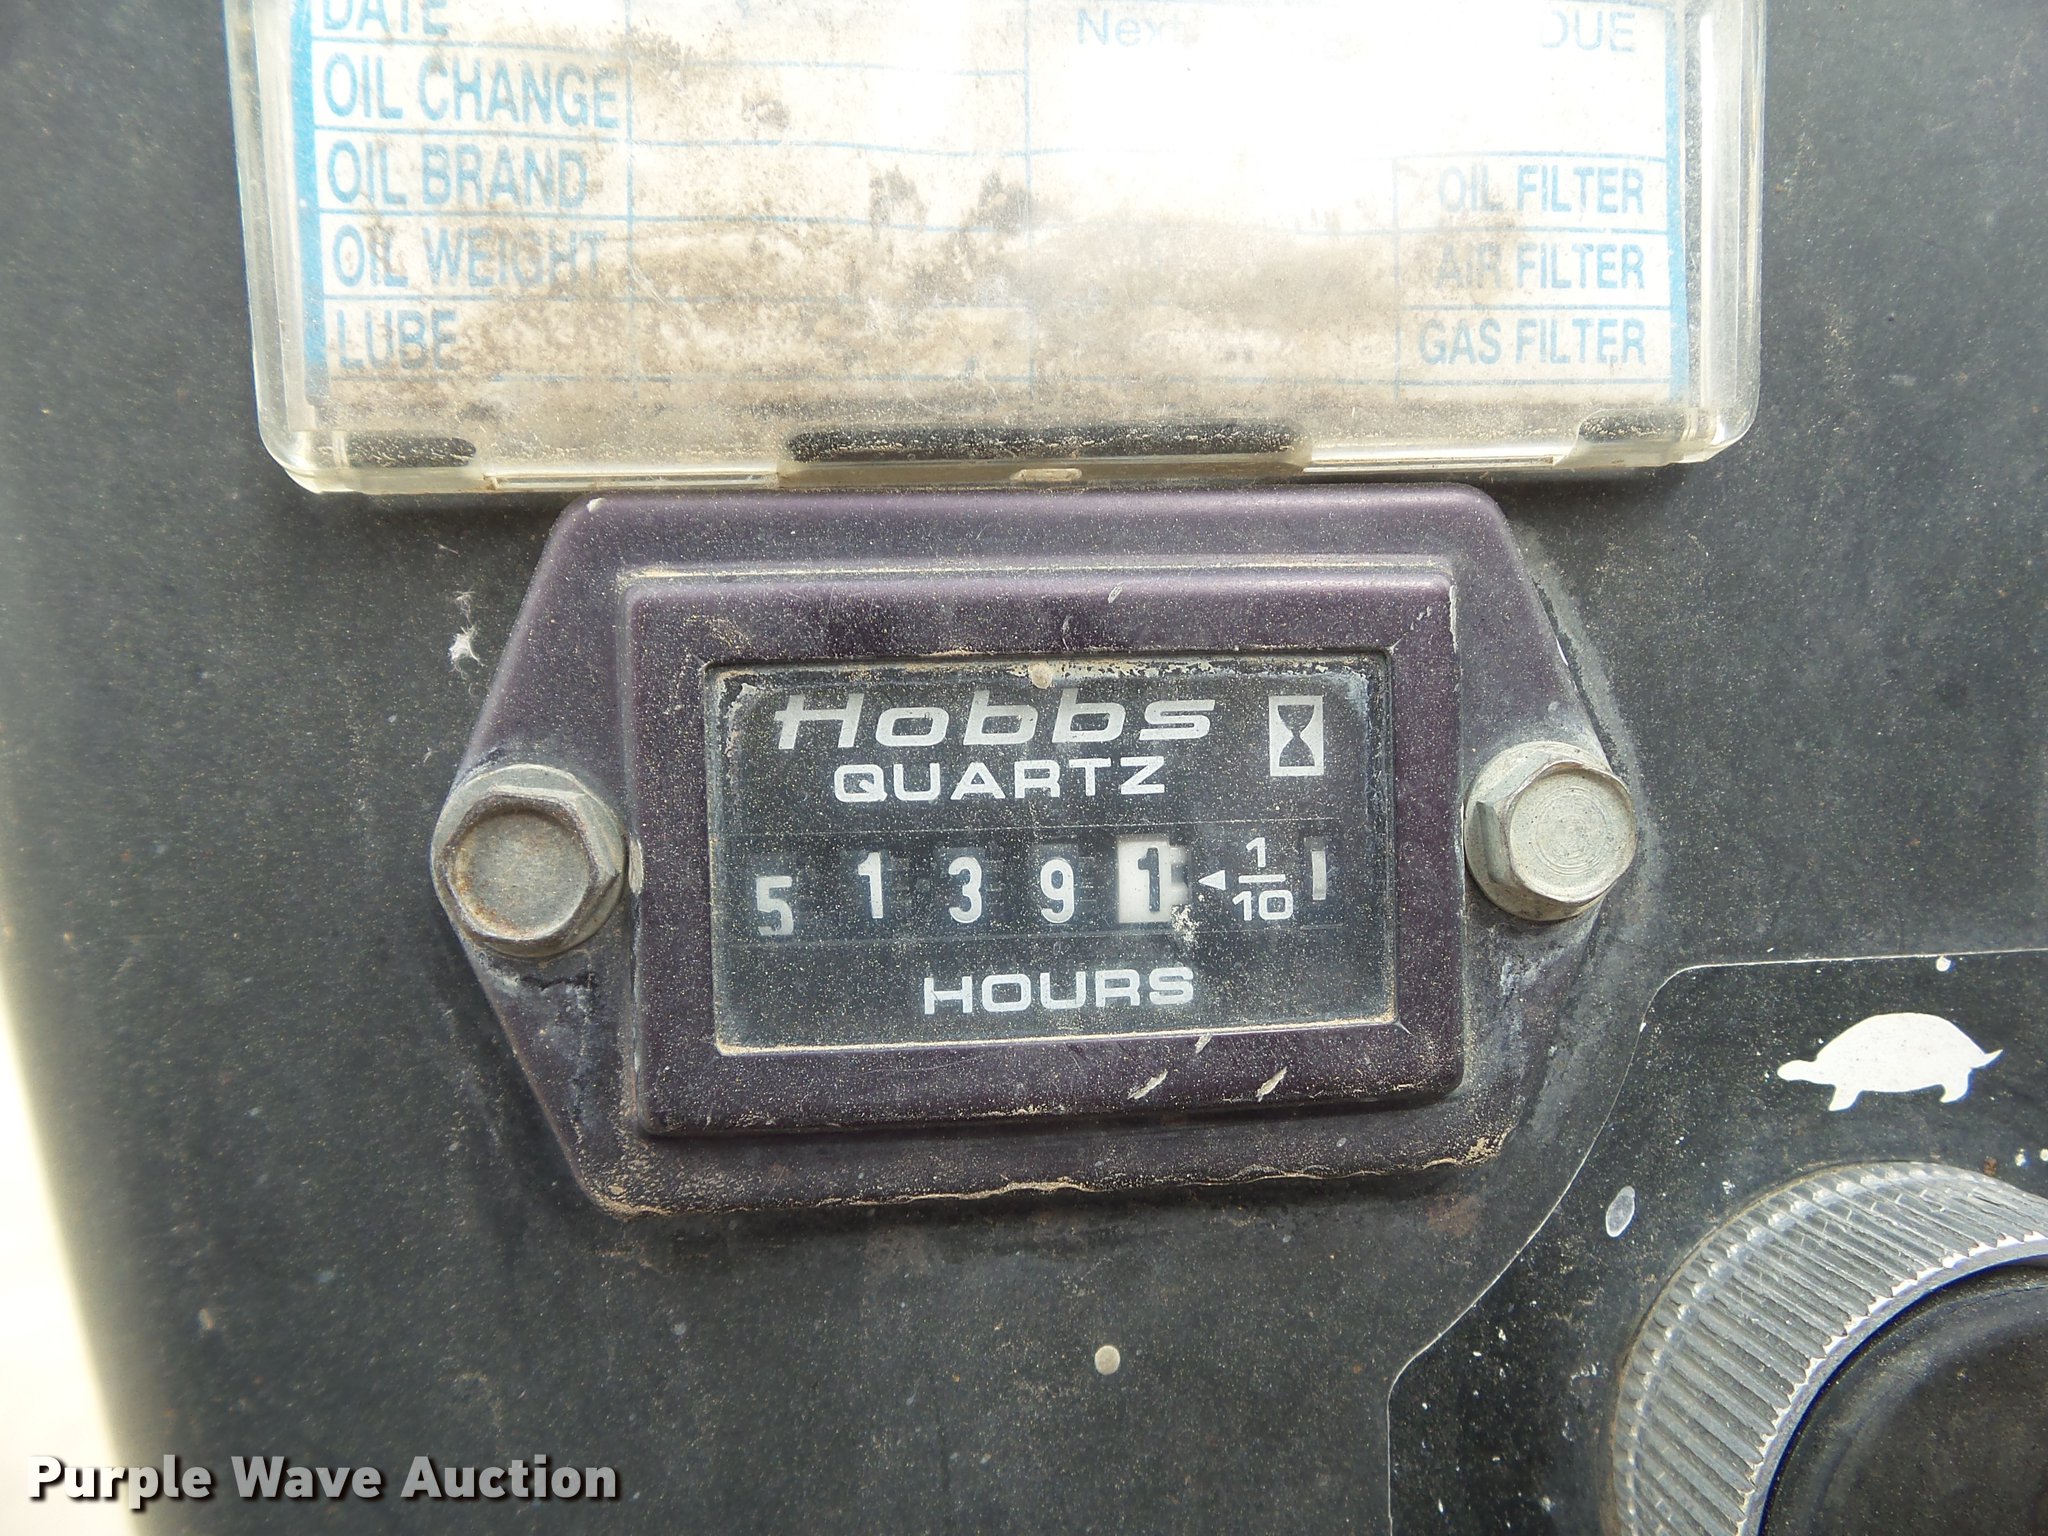 DATE
DUE
OIL CHANGE
OIL BRAND
OIL FILTER
OIL WEIGHT
AIR FILTER
LUBE
GAS FILTER
Hobbs
QUARTZ
5 1 3 9 1 1/10
HOURS
Purple Wave Auction